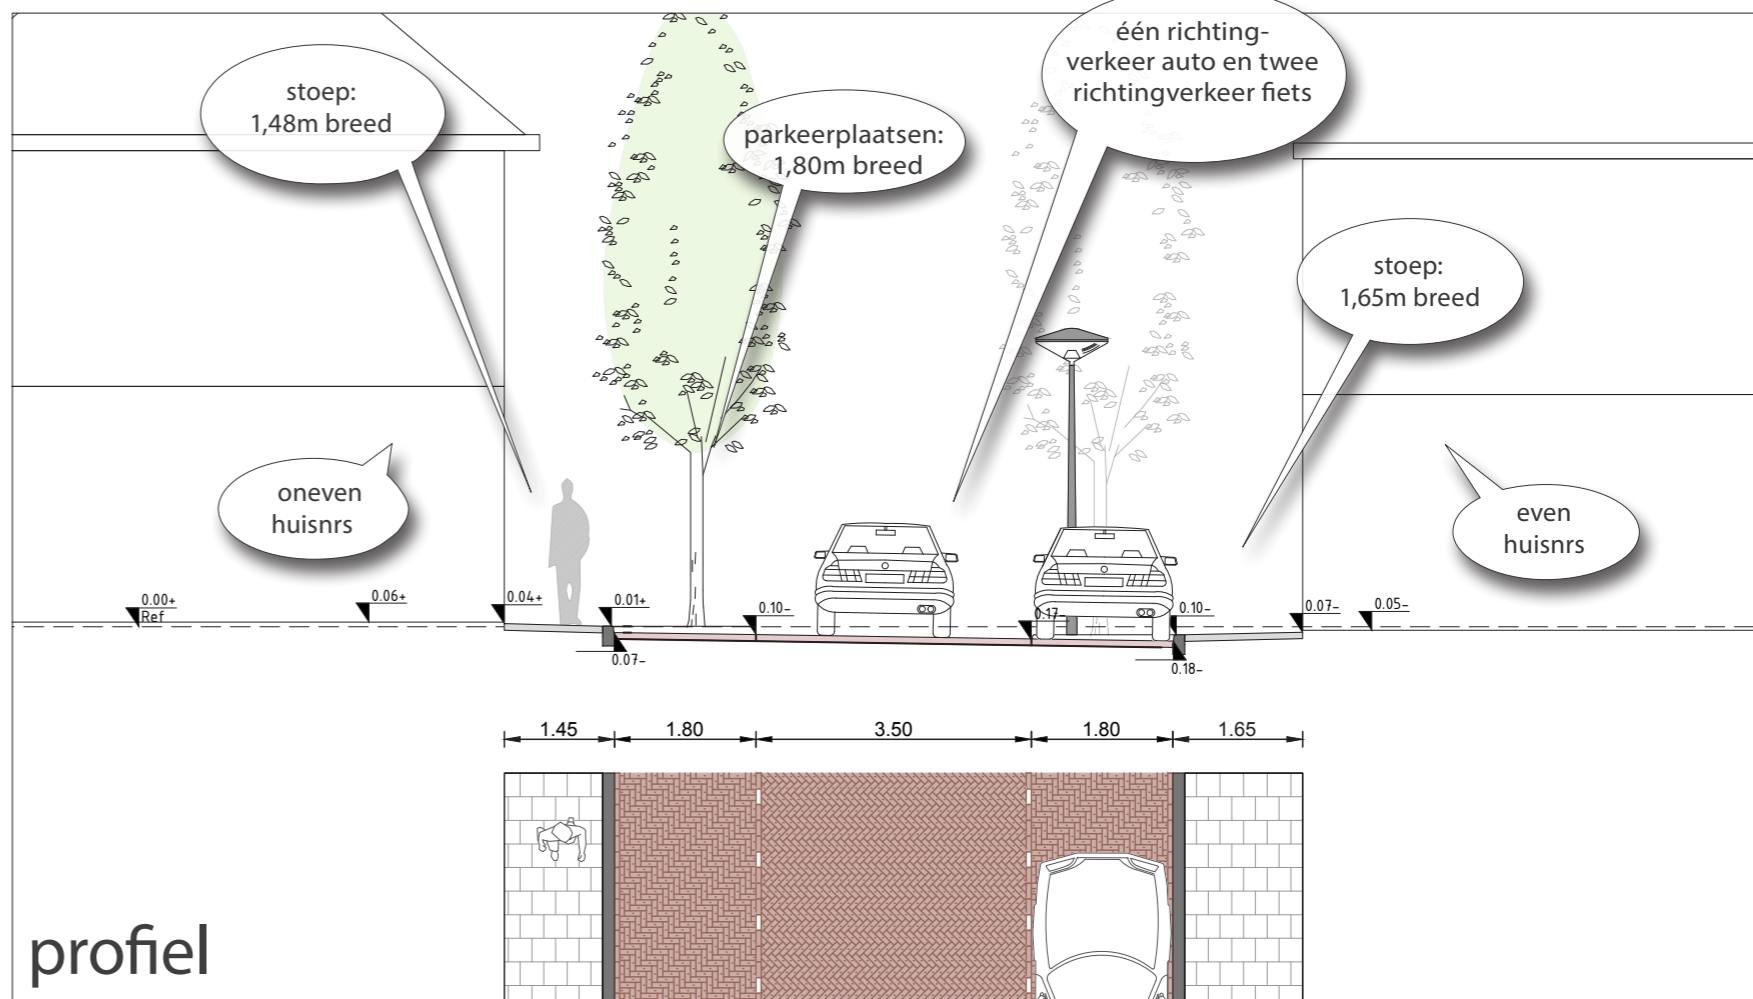 één richting-
verkeer auto en twee
richtingverkeer fiets
stoep:
1,48m breed
parkeerplaatsen:
1,80m breed
stoep:
1,65m breed
oneven
huisnrs
even
huisnrs
0.00+
Ref
0.06+
0.04+
0.01+
0.10-
0.17-
0.10-
0.07-
0.05-
0.07-
0.18-
1.45
1.80
3.50
1.80
1.65
profiel